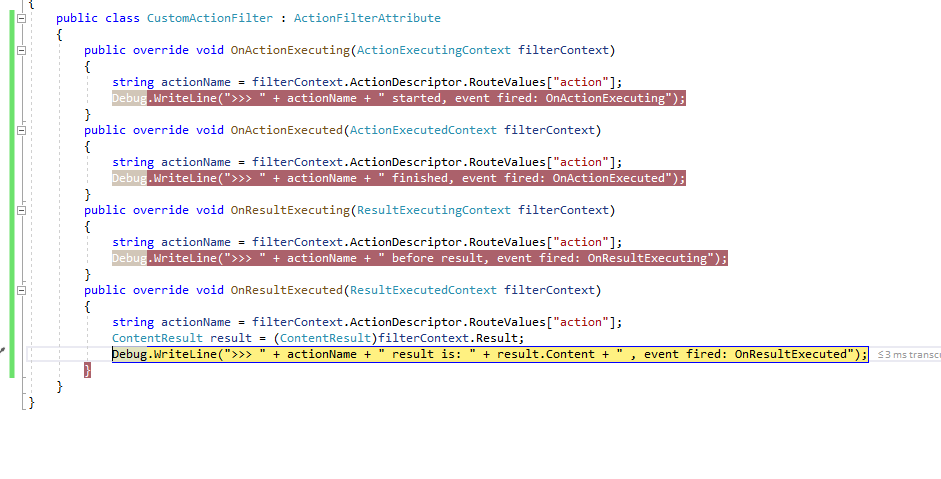 {
public class CustomActionFilter : ActionFilterAttribute
{
public override void OnActionExecuting(ActionExecutingContext filterContext)
{
string actionName = filterContext.ActionDescriptor.RouteValues["action"];
Debug.WriteLine(">>> " + actionName + " started, event fired: OnActionExecuting");
}
public override void OnActionExecuted(ActionExecutedContext filterContext)
{
string actionName = filterContext.ActionDescriptor.RouteValues["action"];
Debug.WriteLine(">>> " + actionName + " finished, event fired: OnActionExecuted");
}
public override void OnResultExecuting(ResultExecutingContext filterContext)
{
string actionName = filterContext.ActionDescriptor.RouteValues["action"];
Debug.WriteLine(">>> " + actionName + " before result, event fired: OnResultExecuting");
}
public override void OnResultExecuted(ResultExecutedContext filterContext)
{
string actionName = filterContext.ActionDescriptor.RouteValues["action"];
ContentResult result = (ContentResult)filterContext.Result;
Debug.WriteLine(">>> " + actionName + " result is: " + result.Content + " , event fired: OnResultExecuted"); ≤3 ms transc
}
}
}